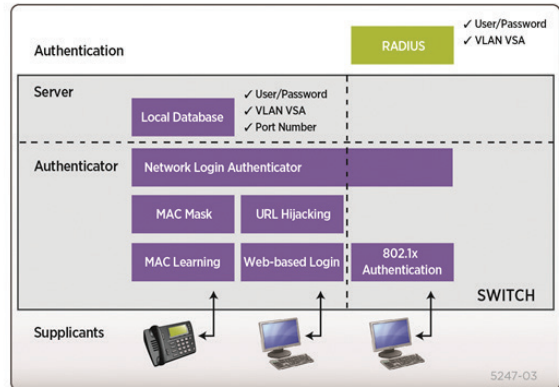 Authentication
RADIUS
✓ User/Password
✓ VLAN VSA
Server
Local Database
✓ User/Password
✓ VLAN VSA
✓ Port Number
Authenticator
Network Login Authenticator
MAC Mask
URL Hijacking
MAC Learning
Web-based Login
802.1x
Authentication
SWITCH
Supplicants
5247-03